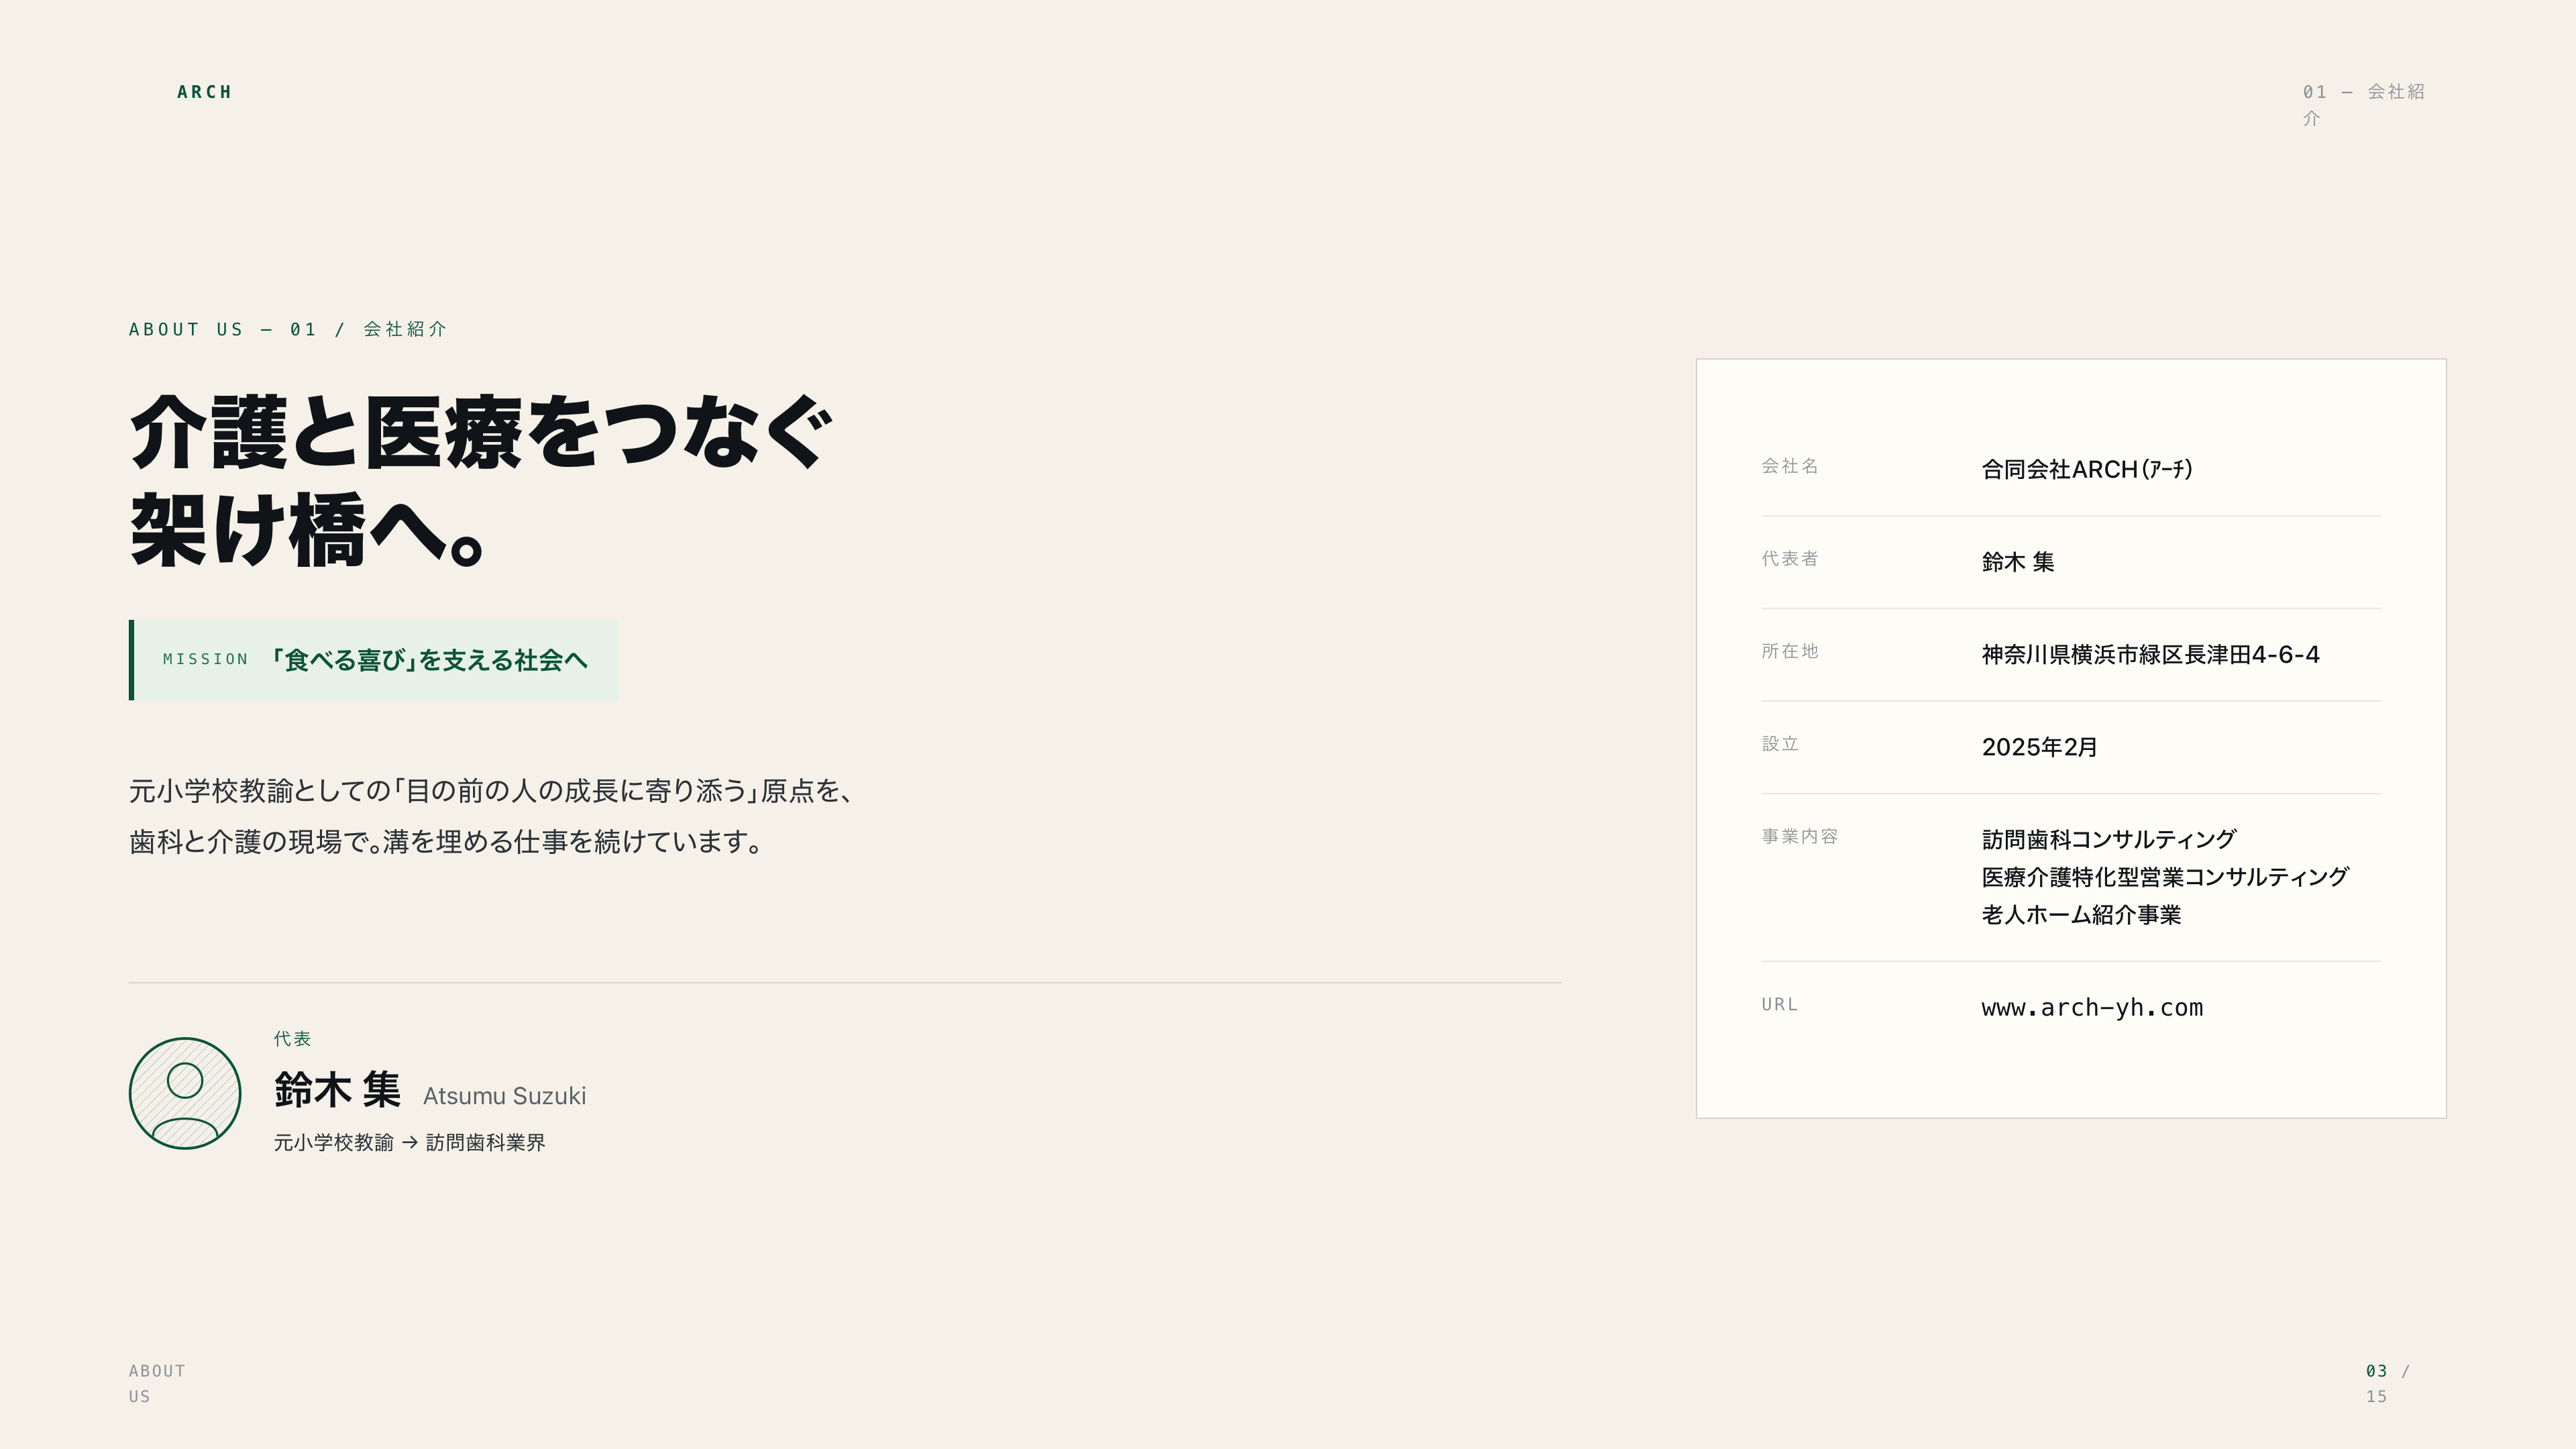 ARCH
01 — 会社紹
介
ABOUT US — 01 / 会社紹介
介護と医療をつなぐ
架け橋へ。
MISSION 「食べる喜び」を支える社会へ
元小学校教諭としての「目の前の人の成長に寄り添う」原点を、
歯科と介護の現場で。溝を埋める仕事を続けています。
代表
鈴木 集 Atsumu Suzuki
元小学校教諭 → 訪問歯科業界
会社名 合同会社ARCH(アーチ)
代表者 鈴木 集
所在地 神奈川県横浜市緑区長津田4-6-4
設立 2025年2月
事業内容 訪問歯科コンサルティング
医療介護特化型営業コンサルティング
老人ホーム紹介事業
URL www.arch-yh.com
ABOUT
US
03 /
15